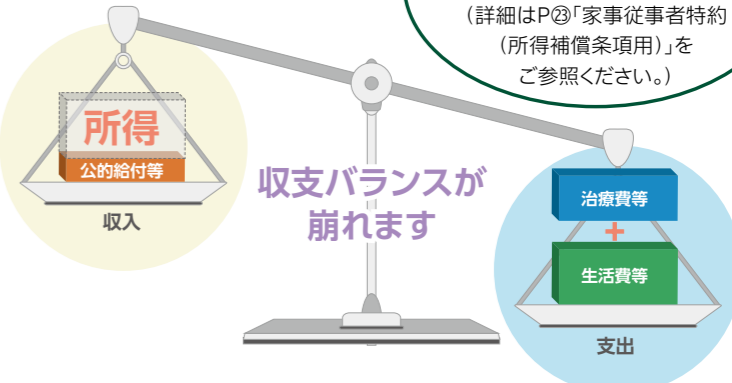 (詳細はP㉓「家事従事者特約
(所得補償条項用)」を
ご参照ください。)
所得
公的給付等
収入
収支バランスが
崩れます
治療費等
+
生活費等
支出